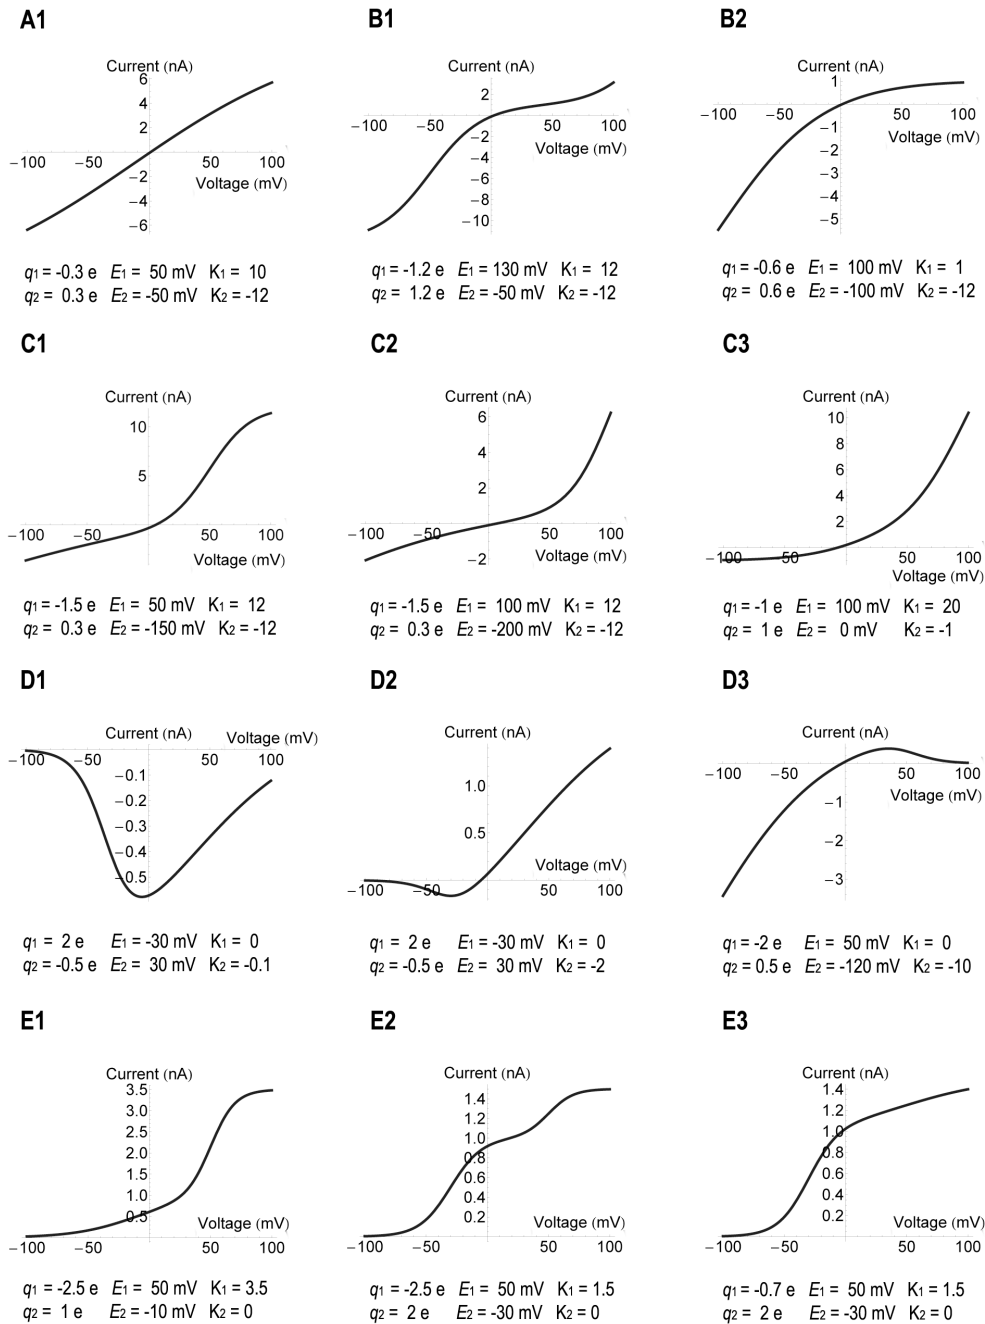 A1
B1
B2
Current (nA)
6
4
2
−100
−50
50
100
−2
Voltage (mV)
−4
−6
Current (nA)
2
−100
−50
50
100
−2
Voltage (mV)
−4
−6
−8
−10
Current (nA)
1
−100
−50
50
100
−1
Voltage (mV)
−2
−3
−4
−5
q1 = -0.3 e E1 = 50 mV K1 = 10
q2 = 0.3 e E2 = -50 mV K2 = -12
q1 = -1.2 e E1 = 130 mV K1 = 12
q2 = 1.2 e E2 = -50 mV K2 = -12
q1 = -0.6 e E1 = 100 mV K1 = 1
q2 = 0.6 e E2 = -100 mV K2 = -12
C1
C2
C3
Current (nA)
10
5
−100
−50
50
100
Voltage (mV)
Current (nA)
6
4
2
−100
−50
50
100
Voltage (mV)
−2
Current (nA)
10
8
6
4
2
−100
50
50
100
Voltage (mV)
q1 = -1.5 e E1 = 50 mV K1 = 12
q2 = 0.3 e E2 = -150 mV K2 = -12
q1 = -1.5 e E1 = 100 mV K1 = 12
q2 = 0.3 e E2 = -200 mV K2 = -12
q1 = -1 e E1 = 100 mV K1 = 20
q2 = 1 e E2 = 0 mV K2 = -1
D1
D2
D3
Current (nA)
Voltage (mV)
−100
−50
50
100
−0.1
−0.2
−0.3
−0.4
−0.5
Current (nA)
1.0
0.5
Voltage (mV)
−100
−50
50
100
Current (nA)
−100
−50
50
100
Voltage (mV)
−1
−2
−3
q1 = 2 e E1 = -30 mV K1 = 0
q2 = -0.5 e E2 = 30 mV K2 = -0.1
q1 = 2 e E1 = -30 mV K1 = 0
q2 = -0.5 e E2 = 30 mV K2 = -2
q1 = -2 e E1 = 50 mV K1 = 0
q2 = 0.5 e E2 = -120 mV K2 = -10
E1
E2
E3
Current (nA)
3.5
3.0
2.5
2.0
1.5
1.0
0.5
Voltage (mV)
−100
−50
50
100
Current (nA)
1.4
1.2
1.0
0.8
0.6
0.4
0.2
Voltage (mV)
−100
−50
50
100
Current (nA)
1.4
1.2
1.0
0.8
0.6
0.4
0.2
Voltage (mV)
−100
−50
50
100
q1 = -2.5 e E1 = 50 mV K1 = 3.5
q2 = 1 e E2 = -10 mV K2 = 0
q1 = -2.5 e E1 = 50 mV K1 = 1.5
q2 = 2 e E2 = -30 mV K2 = 0
q1 = -0.7 e E1 = 50 mV K1 = 1.5
q2 = 2 e E2 = -30 mV K2 = 0